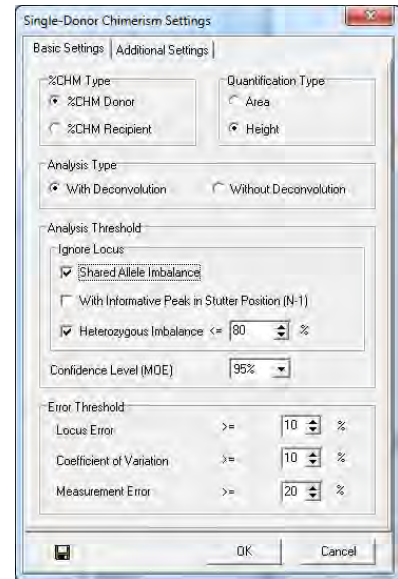 Single-Donor Chimerism Settings
Basic Settings Additional Settings
%CHM Type Quantification Type
%CHM Donor Area
%CHM Recipient Height
Analysis Type
With Deconvolution Without Deconvolution
Analysis Threshold
Ignore Locus
Shared Allele Imbalance
With Informative Peak in Stutter Position (N-1)
Heterozygous Imbalance <= 80 %
Confidence Level (MOE) 95%
Error Threshold
Locus Error >= 10 %
Coefficient of Variation >= 10 %
Measurement Error >= 20 %
OK Cancel